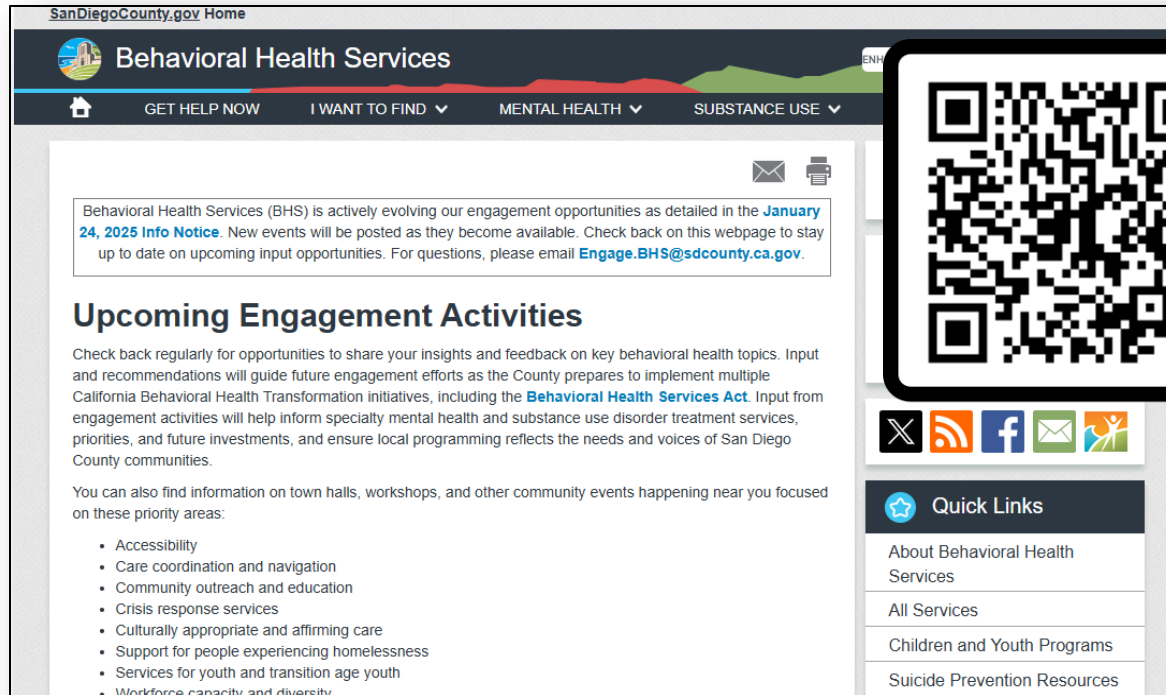 SanDiegoCounty.gov Home
Behavioral Health Services
ENH
GET HELP NOW
I WANT TO FIND
MENTAL HEALTH
SUBSTANCE USE
Behavioral Health Services (BHS) is actively evolving our engagement opportunities as detailed in the January
24, 2025 Info Notice. New events will be posted as they become available. Check back on this webpage to stay
up to date on upcoming input opportunities. For questions, please email Engage.BHS@sdcounty.ca.gov.
Upcoming Engagement Activities
Check back regularly for opportunities to share your insights and feedback on key behavioral health topics. Input
and recommendations will guide future engagement efforts as the County prepares to implement multiple
California Behavioral Health Transformation initiatives, including the Behavioral Health Services Act. Input from
engagement activities will help inform specialty mental health and substance use disorder treatment services,
priorities, and future investments, and ensure local programming reflects the needs and voices of San Diego
County communities.
You can also find information on town halls, workshops, and other community events happening near you focused
on these priority areas:
• Accessibility
• Care coordination and navigation
• Community outreach and education
• Crisis response services
• Culturally appropriate and affirming care
• Support for people experiencing homelessness
• Services for youth and transition age youth
• Workforce capacity and diversity
Quick Links
About Behavioral Health
Services
All Services
Children and Youth Programs
Suicide Prevention Resources